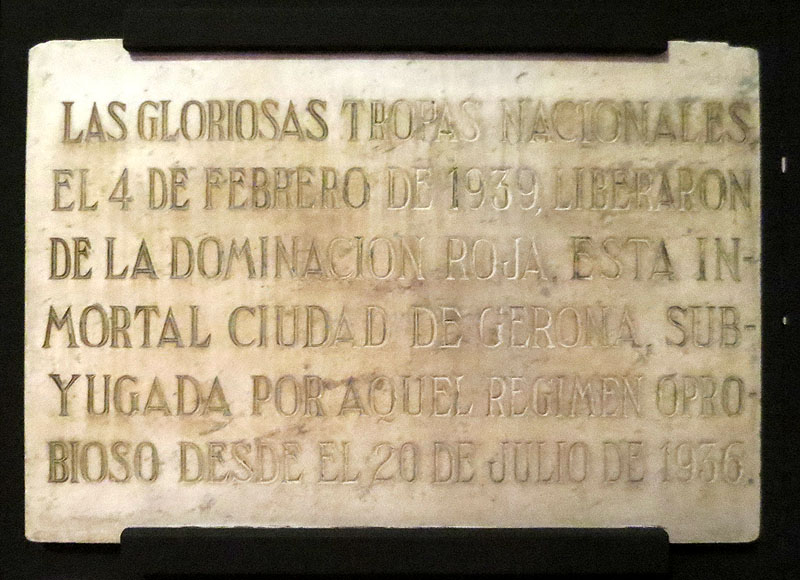 LAS GLORIOSAS TROPAS NACIONALES,
EL 4 DE FEBRERO DE 1939, LIBERARON
DE LA DOMINACION ROJA, ESTA IN-
MORTAL CIUDAD DE GERONA, SUB-
YUGADA POR AQUEL REGIMEN OPRO-
BIOSO DESDE EL 20 DE JULIO DE 1936.